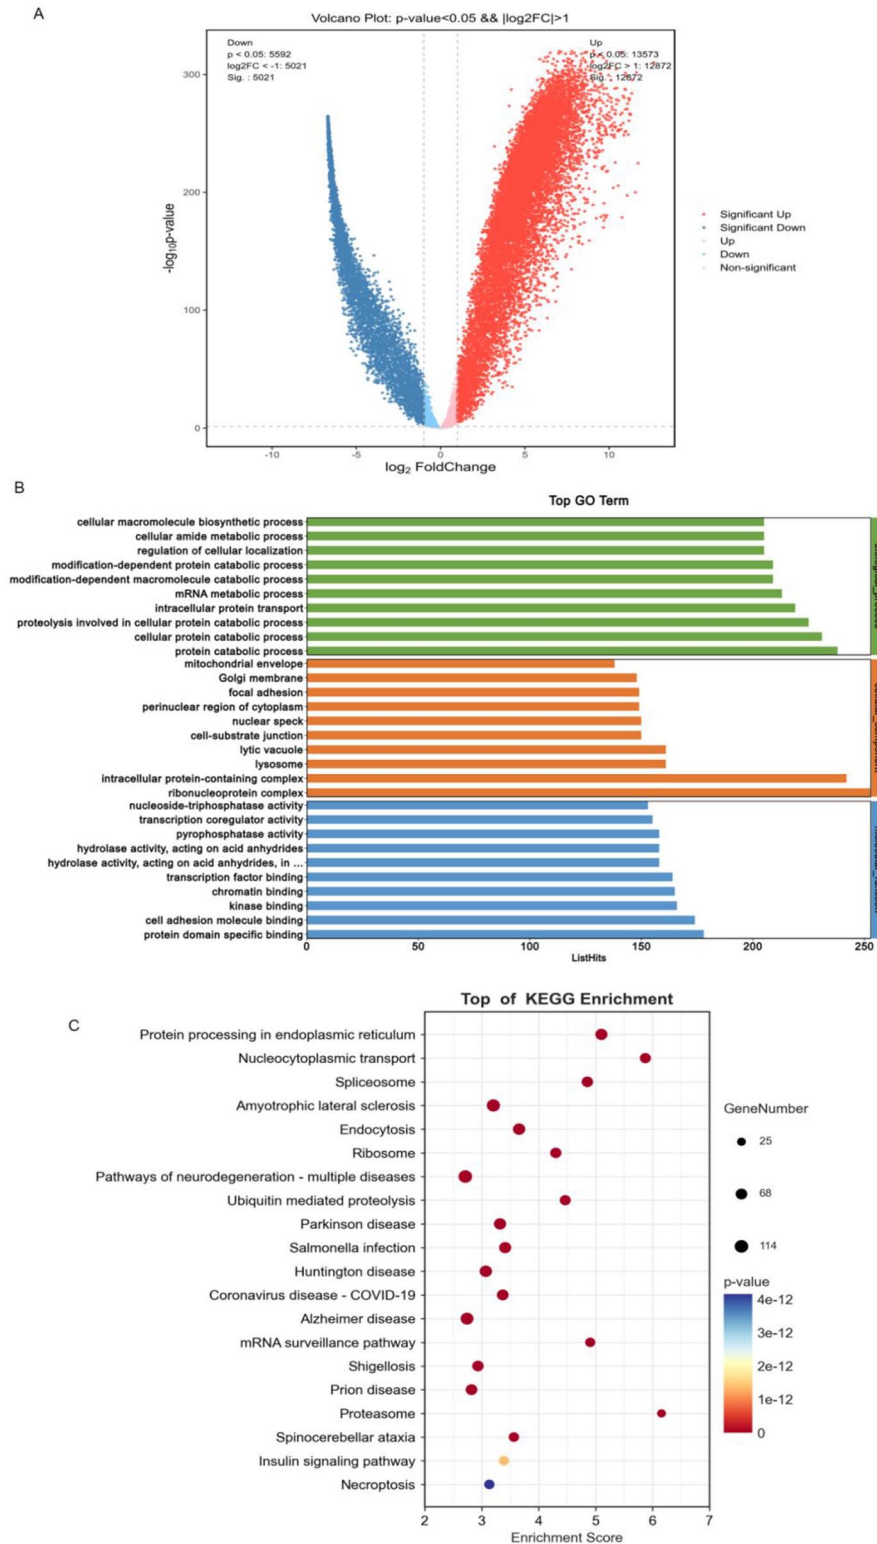 A
Volcano Plot: p-value<0.05 && |log2FC|>1
Down
p < 0.05: 5592
log2FC < -1: 5021
Sig. : 5021
Up
p < 0.05: 13573
log2FC > 1: 12872
Sig. : 12872
300
200
100
0
-log10p-value
-10
-5
0
5
10
log2 FoldChange
Significant Up
Significant Down
Up
Down
Non-significant
B
Top GO Term
cellular macromolecule biosynthetic process
cellular amide metabolic process
regulation of cellular localization
modification-dependent protein catabolic process
modification-dependent macromolecule catabolic process
mRNA metabolic process
intracellular protein transport
proteolysis involved in cellular protein catabolic process
cellular protein catabolic process
protein catabolic process
mitochondrial envelope
Golgi membrane
focal adhesion
perinuclear region of cytoplasm
nuclear speck
cell-substrate junction
lytic vacuole
lysosome
intracellular protein-containing complex
ribonucleoprotein complex
nucleoside-triphosphatase activity
transcription coregulator activity
pyrophosphatase activity
hydrolase activity, acting on acid anhydrides
hydrolase activity, acting on acid anhydrides, in ...
transcription factor binding
chromatin binding
kinase binding
cell adhesion molecule binding
protein domain specific binding
0
50
100
150
200
250
ListHits
C
Top of KEGG Enrichment
Protein processing in endoplasmic reticulum
Nucleocytoplasmic transport
Spliceosome
Amyotrophic lateral sclerosis
Endocytosis
Ribosome
Pathways of neurodegeneration - multiple diseases
Ubiquitin mediated proteolysis
Parkinson disease
Salmonella infection
Huntington disease
Coronavirus disease - COVID-19
Alzheimer disease
mRNA surveillance pathway
Shigellosis
Prion disease
Proteasome
Spinocerebellar ataxia
Insulin signaling pathway
Necroptosis
2
3
4
5
6
7
Enrichment Score
GeneNumber
25
68
114
p-value
4e-12
3e-12
2e-12
1e-12
0